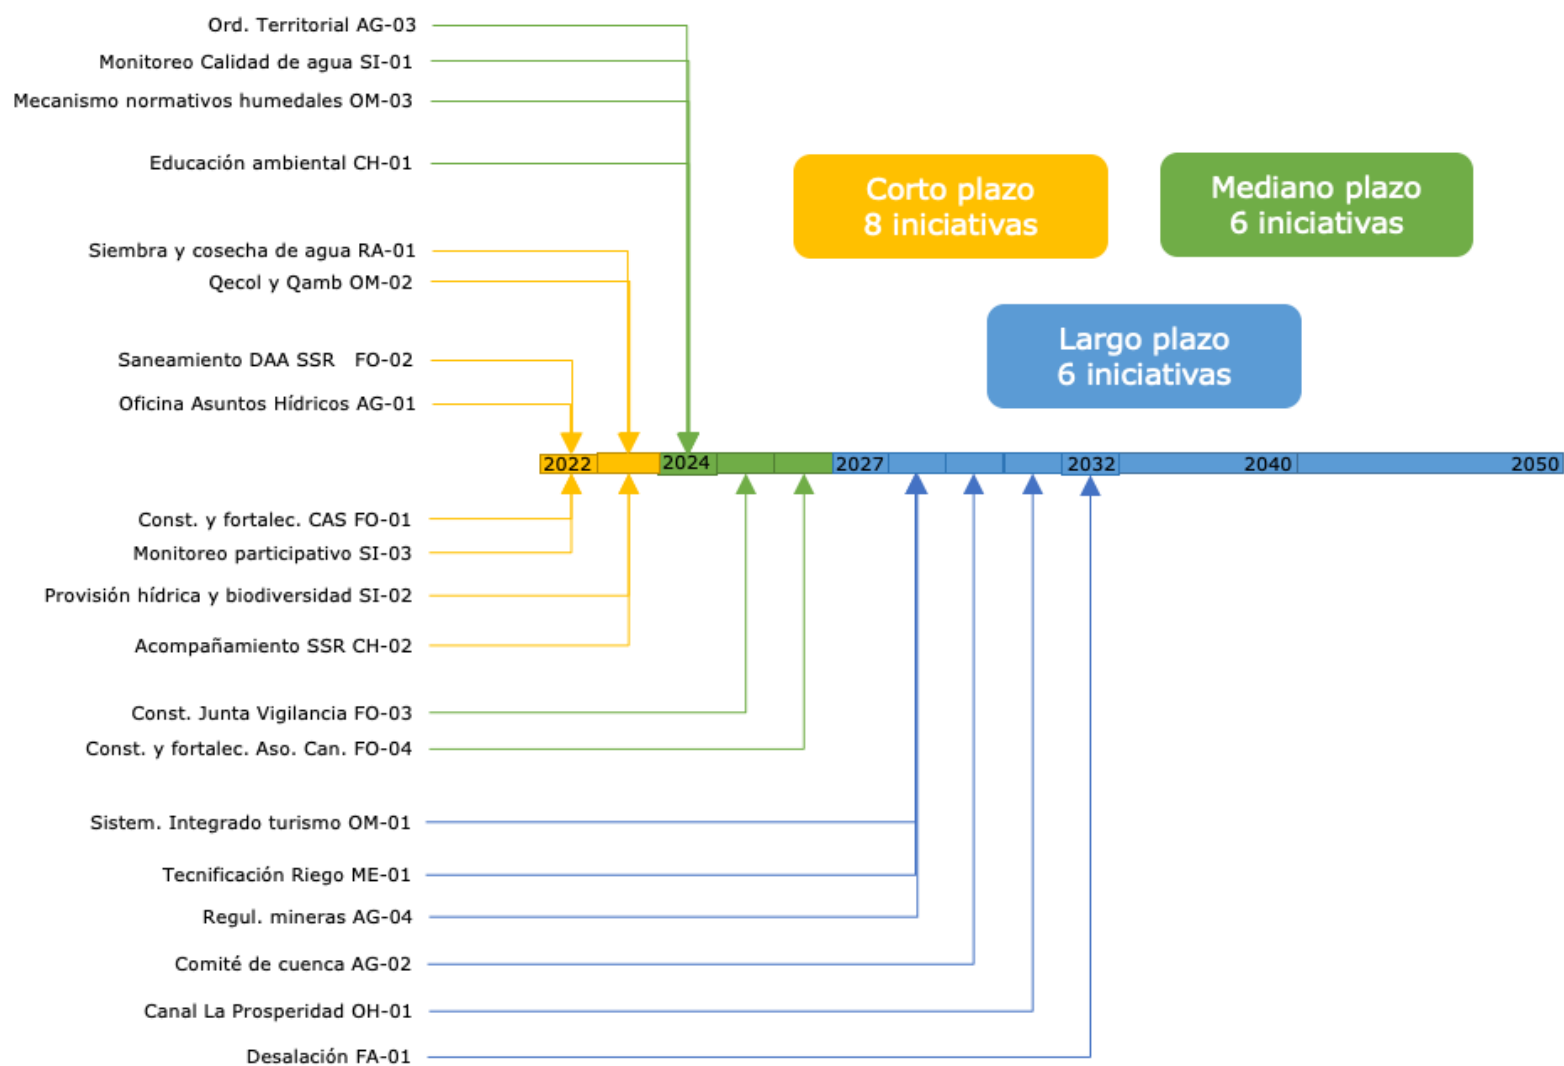 Ord. Territorial AG-03
Monitoreo Calidad de agua SI-01
Mecanismo normativos humedales OM-03
Educación ambiental CH-01
Siembra y cosecha de agua RA-01
Qecol y Qamb OM-02
Saneamiento DAA SSR FO-02
Oficina Asuntos Hídricos AG-01
Corto plazo
8 iniciativas
Mediano plazo
6 iniciativas
Largo plazo
6 iniciativas
2022 2024 2027 2032 2040 2050
Const. y fortalec. CAS FO-01
Monitoreo participativo SI-03
Provisión hídrica y biodiversidad SI-02
Acompañamiento SSR CH-02
Const. Junta Vigilancia FO-03
Const. y fortalec. Aso. Can. FO-04
Sistem. Integrado turismo OM-01
Tecnificación Riego ME-01
Regul. mineras AG-04
Comité de cuenca AG-02
Canal La Prosperidad OH-01
Desalación FA-01